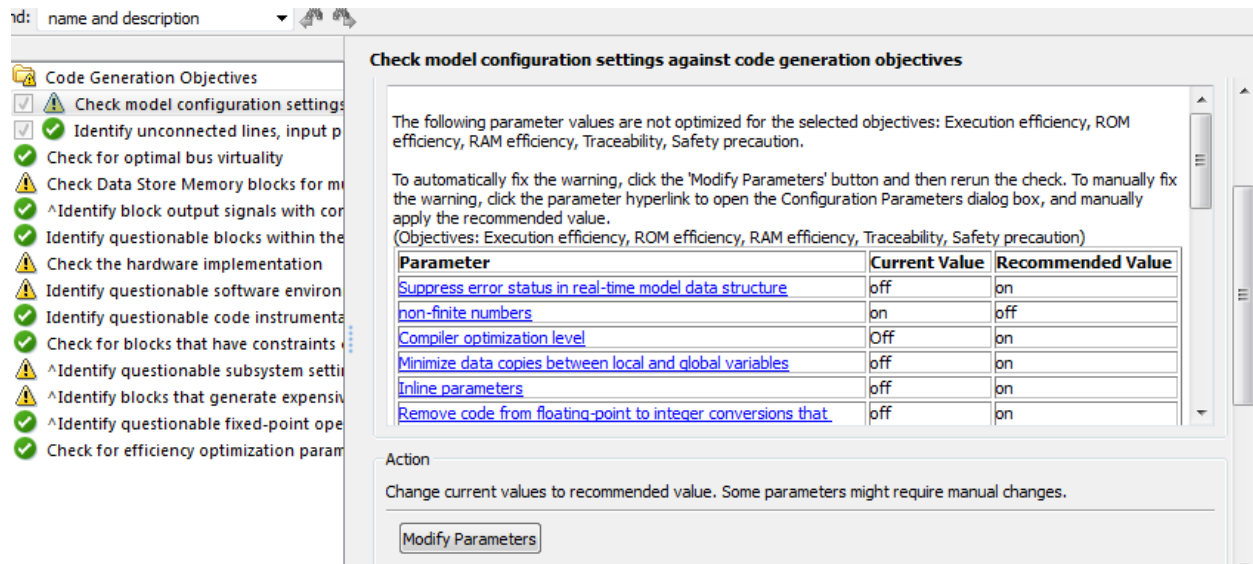 nd: name and description
Code Generation Objectives
Check model configuration settings
Identify unconnected lines, input p
Check for optimal bus virtuality
Check Data Store Memory blocks for mu
^Identify block output signals with cor
Identify questionable blocks within the
Check the hardware implementation
Identify questionable software environ
Identify questionable code instrumenta
Check for blocks that have constraints
^Identify questionable subsystem settin
^Identify blocks that generate expensiv
^Identify questionable fixed-point ope
Check for efficiency optimization param
Check model configuration settings against code generation objectives
The following parameter values are not optimized for the selected objectives: Execution efficiency, ROM
efficiency, RAM efficiency, Traceability, Safety precaution.
To automatically fix the warning, click the 'Modify Parameters' button and then rerun the check. To manually fix
the warning, click the parameter hyperlink to open the Configuration Parameters dialog box, and manually
apply the recommended value.
(Objectives: Execution efficiency, ROM efficiency, RAM efficiency, Traceability, Safety precaution)
Parameter Current Value Recommended Value
Suppress error status in real-time model data structure off on
non-finite numbers on off
Compiler optimization level Off on
Minimize data copies between local and global variables off on
Inline parameters off on
Remove code from floating-point to integer conversions that off on
Action
Change current values to recommended value. Some parameters might require manual changes.
Modify Parameters